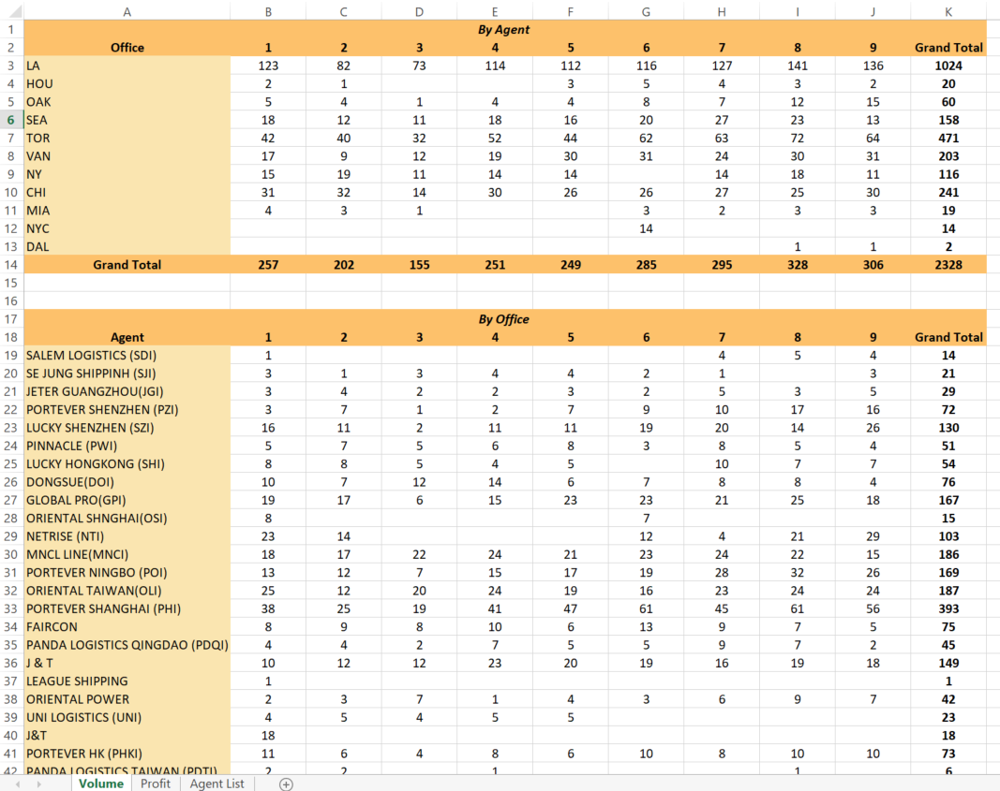 A B C D E F G H I J K
1 By Agent
2 Office 1 2 3 4 5 6 7 8 9 Grand Total
3 LA 123 82 73 114 112 116 127 141 136 1024
4 HOU 2 1 3 5 4 3 2 20
5 OAK 5 4 1 4 4 8 7 12 15 60
6 SEA 18 12 11 18 16 20 27 23 13 158
7 TOR 42 40 32 52 44 62 63 72 64 471
8 VAN 17 9 12 19 30 31 24 30 31 203
9 NY 15 19 11 14 14 14 18 11 116
10 CHI 31 32 14 30 26 26 27 25 30 241
11 MIA 4 3 1 3 2 3 3 19
12 NYC 14 14
13 DAL 1 1 2
14 Grand Total 257 202 155 251 249 285 295 328 306 2328
15
16
17 By Office
18 Agent 1 2 3 4 5 6 7 8 9 Grand Total
19 SALEM LOGISTICS (SDI) 1 4 5 4 14
20 SE JUNG SHIPPINH (SJI) 3 1 3 4 4 2 1 3 21
21 JETER GUANGZHOU(JGI) 3 4 2 2 3 2 5 3 5 29
22 PORTEVER SHENZHEN (PZI) 3 7 1 2 7 9 10 17 16 72
23 LUCKY SHENZHEN (SZI) 16 11 2 11 11 19 20 14 26 130
24 PINNACLE (PWI) 5 7 5 6 8 3 8 5 4 51
25 LUCKY HONGKONG (SHI) 8 8 5 4 5 10 7 7 54
26 DONGSUE(DOI) 10 7 12 14 6 7 8 8 4 76
27 GLOBAL PRO(GPI) 19 17 6 15 23 23 21 25 18 167
28 ORIENTAL SHNGHAI(OSI) 8 7 15
29 NETRISE (NTI) 23 14 12 4 21 29 103
30 MNCL LINE(MNCI) 18 17 22 24 21 23 24 22 15 186
31 PORTEVER NINGBO (POI) 13 12 7 15 17 19 28 32 26 169
32 ORIENTAL TAIWAN(OLI) 25 12 20 24 19 16 23 24 24 187
33 PORTEVER SHANGHAI (PHI) 38 25 19 41 47 61 45 61 56 393
34 FAIRCON 8 9 8 10 6 13 9 7 5 75
35 PANDA LOGISTICS QINGDAO (PDQI) 4 4 2 7 5 5 9 7 2 45
36 J & T 10 12 12 23 20 19 16 19 18 149
37 LEAGUE SHIPPING 1 1
38 ORIENTAL POWER 2 3 7 1 4 3 6 9 7 42
39 UNI LOGISTICS (UNI) 4 5 4 5 5 23
40 J&T 18 18
41 PORTEVER HK (PHKI) 11 6 4 8 6 10 8 10 10 73
42 PANDA LOGISTICS TAIWAN (PDTI) 2 2 1 1 6
Volume Profit Agent List